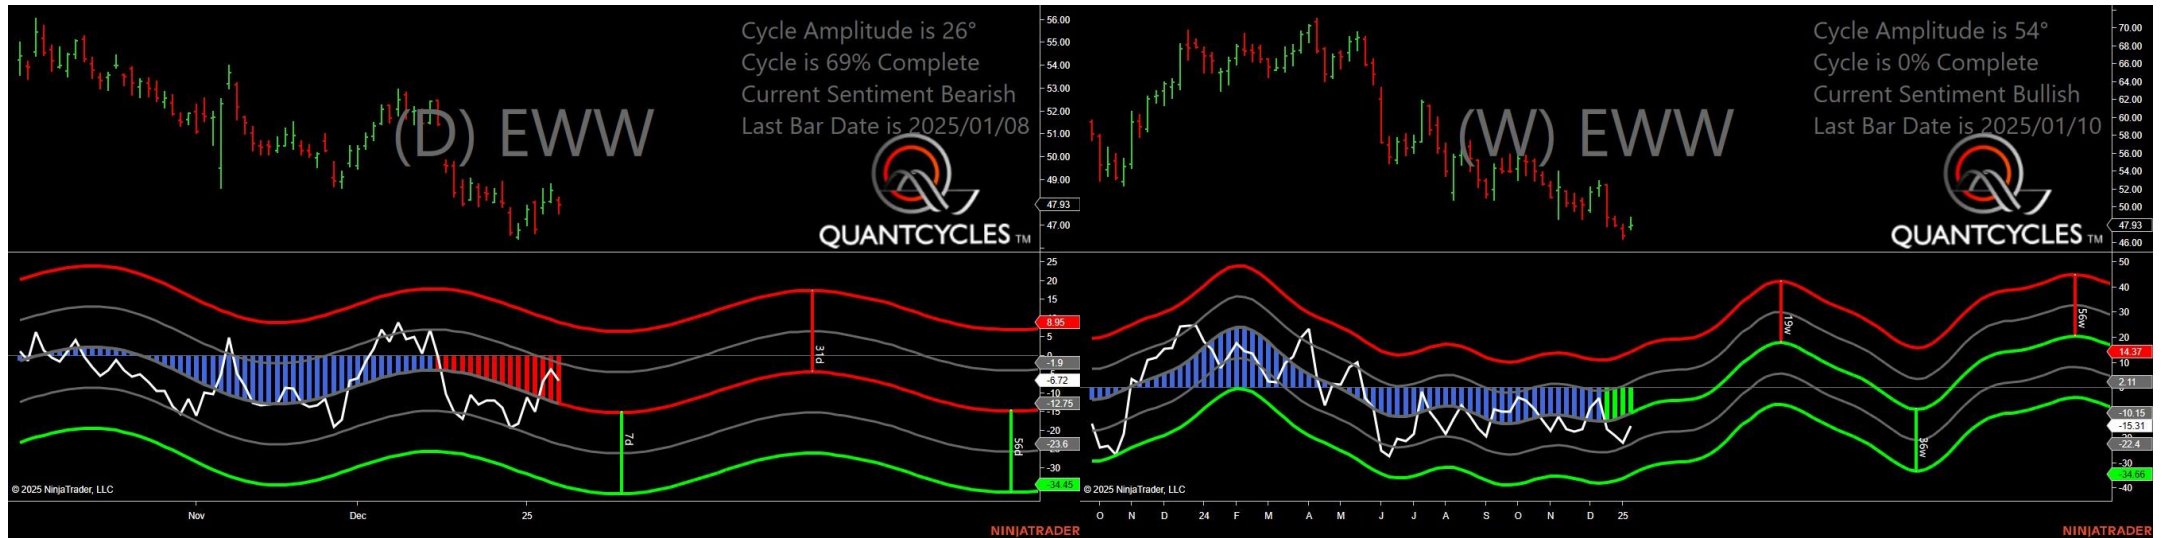 Cycle Amplitude is 26°
Cycle is 69% Complete
Current Sentiment Bearish
Last Bar Date is 2025/01/08
(D) EWW
QUANTCYCLES TM
56.00
55.00
54.00
53.00
52.00
51.00
50.00
49.00
47.93
47.00
25
20
15
8.95
5
0
-1.9
-6.72
-10
-12.75
-15
-20
-23.6
-30
-34.45
31d
7d
56d
© 2025 NinjaTrader, LLC
Nov
Dec
25
NINJATRADER
Cycle Amplitude is 54°
Cycle is 0% Complete
Current Sentiment Bullish
Last Bar Date is 2025/01/10
(W) EWW
QUANTCYCLES TM
70.00
68.00
66.00
64.00
62.00
60.00
58.00
56.00
54.00
52.00
50.00
47.93
46.00
50
40
30
20
14.37
10
2.11
-10.15
-15.31
-22.4
-30
-34.66
-40
19w
36w
56w
© 2025 NinjaTrader, LLC
O N D 24 F M A M J J A S O N D 25
NINJATRADER